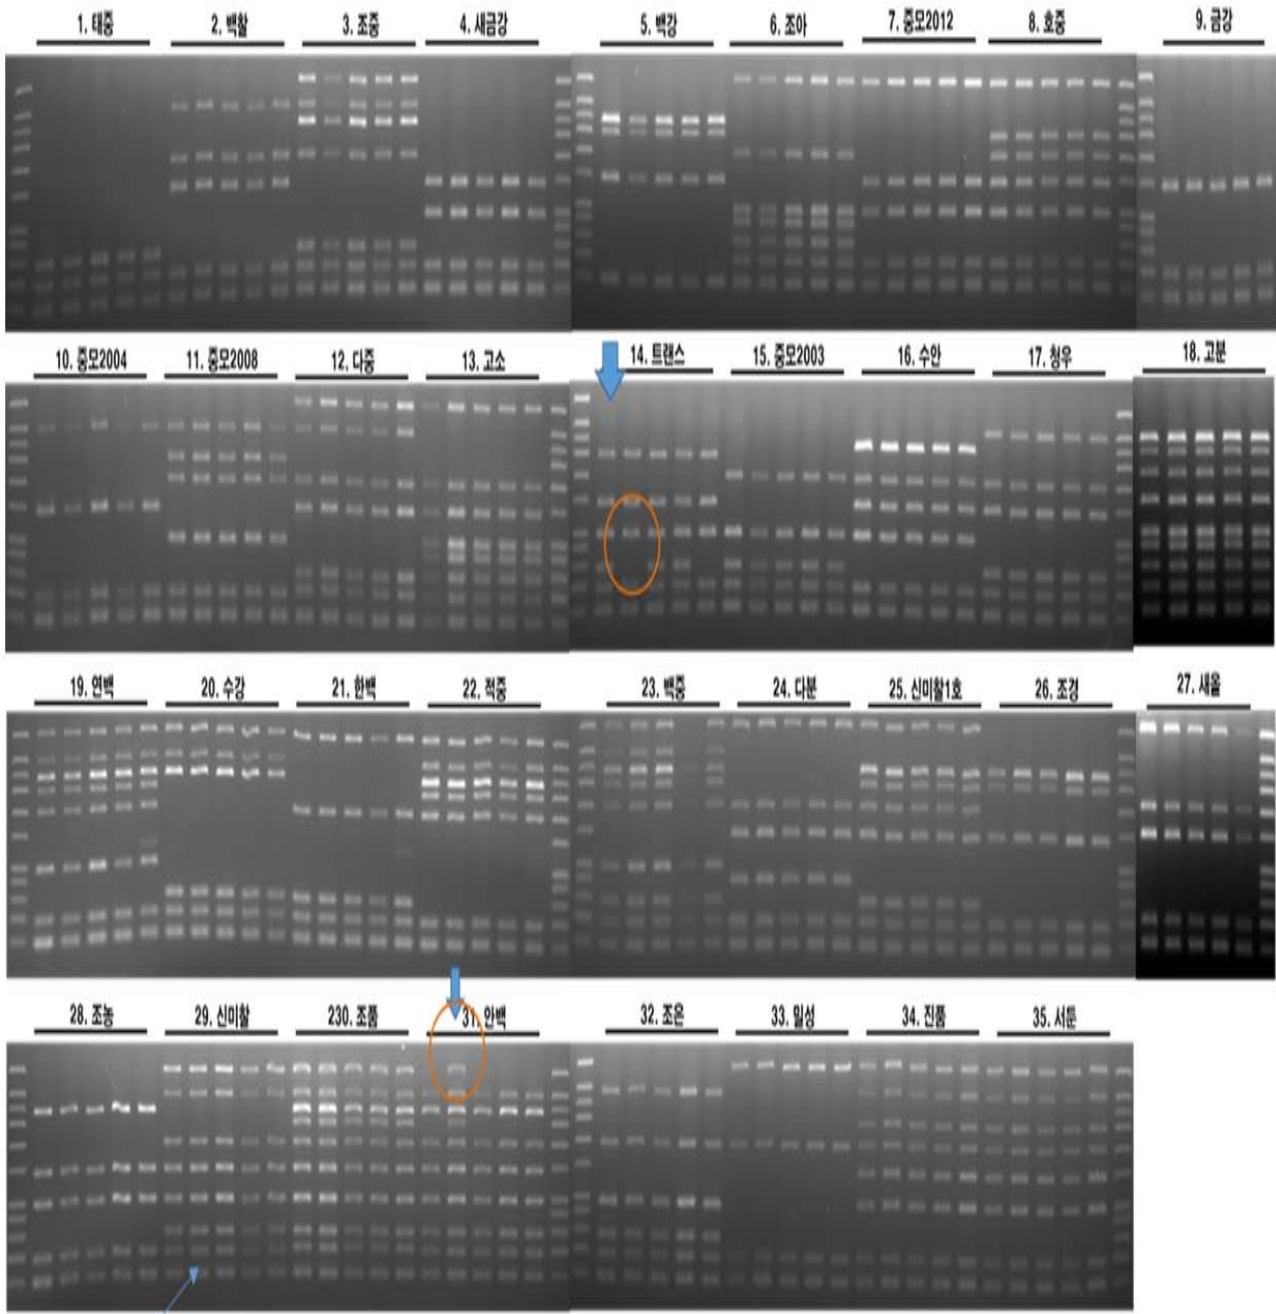 1. 태중 2. 백찰 3. 조중 4. 새금강 5. 백강 6. 조아 7. 중모2012 8. 호중 9. 금강
10. 중모2004 11. 중모2008 12. 다중 13. 고소 14. 트랜스 15. 중모2003 16. 수안 17. 청우 18. 고분
19. 연백 20. 수강 21. 한백 22. 적중 23. 백중 24. 다분 25. 신미찰1호 26. 조경 27. 새올
28. 조농 29. 신미찰 230. 조품 31. 안백 32. 조은 33. 밀성 34. 진품 35. 서둔